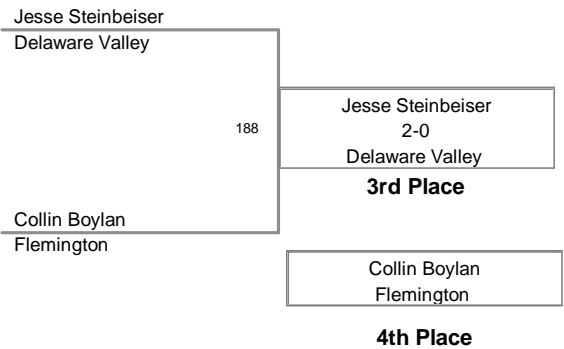 Jesse Steinbeiser
Delaware Valley
188
Jesse Steinbeiser
2-0
Delaware Valley
3rd Place
Collin Boylan
Flemington
Collin Boylan
Flemington
4th Place